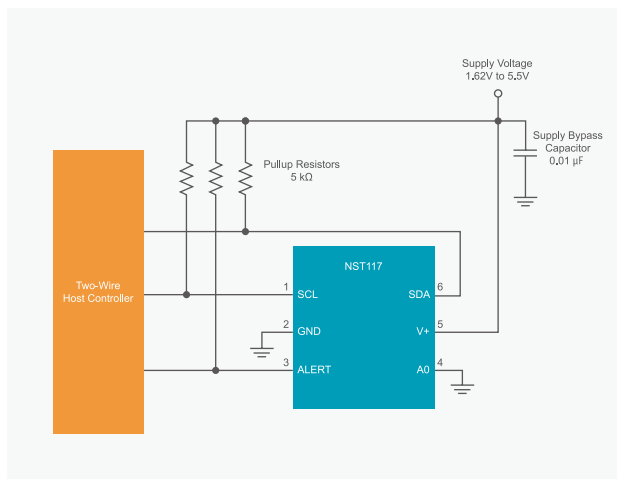 Supply Voltage
1.62V to 5.5V
Supply Bypass
Capacitor
0.01 µF
Pullup Resistors
5 kΩ
Two-Wire
Host Controller
NST117
1
SCL
SDA
6
2
GND
V+
5
3
ALERT
A0
4